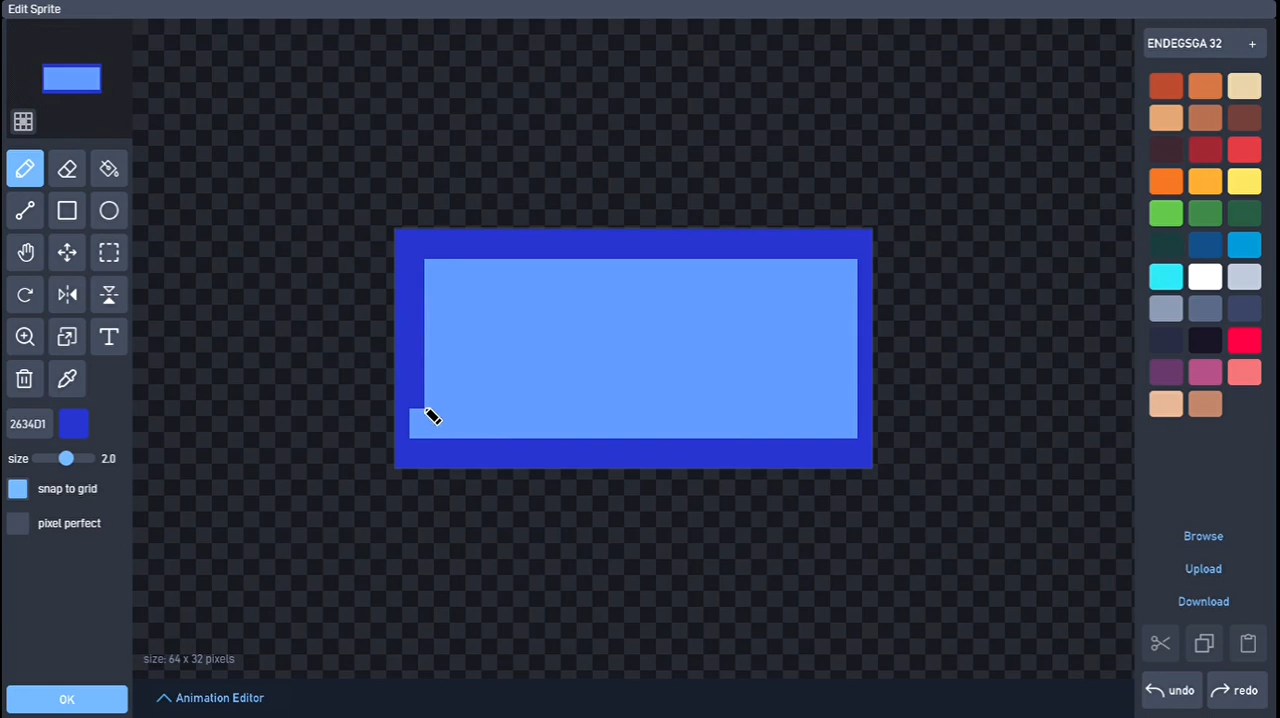 Edit Sprite
ENDEGSGA 32 +
T
2634D1
size 2.0
snap to grid
pixel perfect
Browse
Upload
Download
size: 64 x 32 pixels
undo redo
OK
Animation Editor